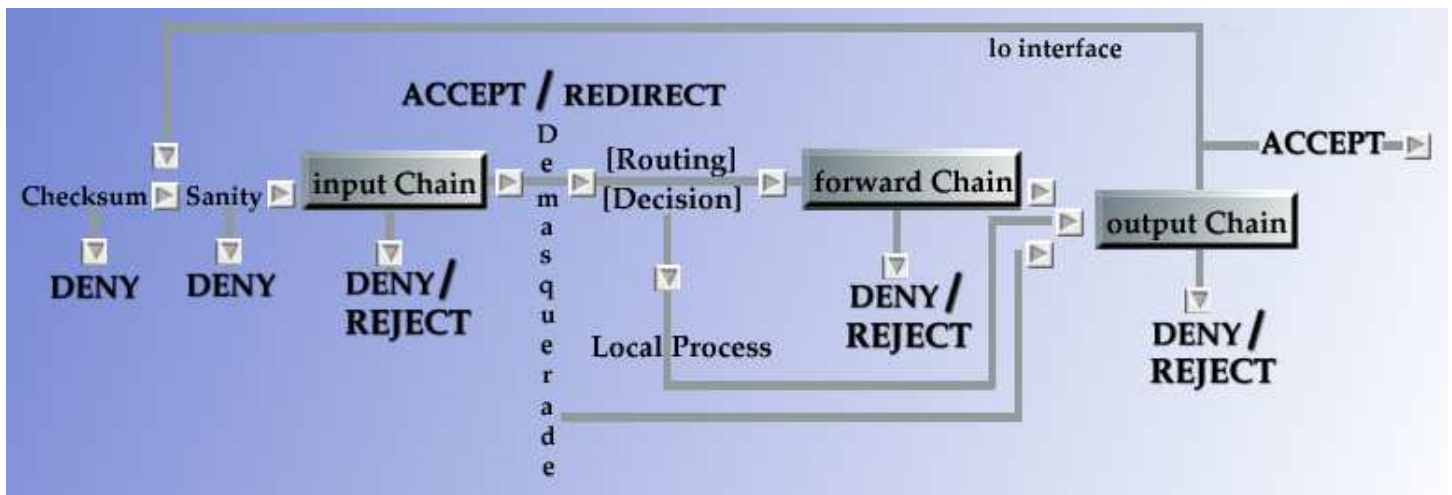 lo interface
ACCEPT / REDIRECT
ACCEPT
Demasquerade
[Routing]
[Decision]
Checksum
Sanity
input Chain
forward Chain
output Chain
DENY
DENY
DENY/
REJECT
DENY/
REJECT
Local Process
DENY/
REJECT